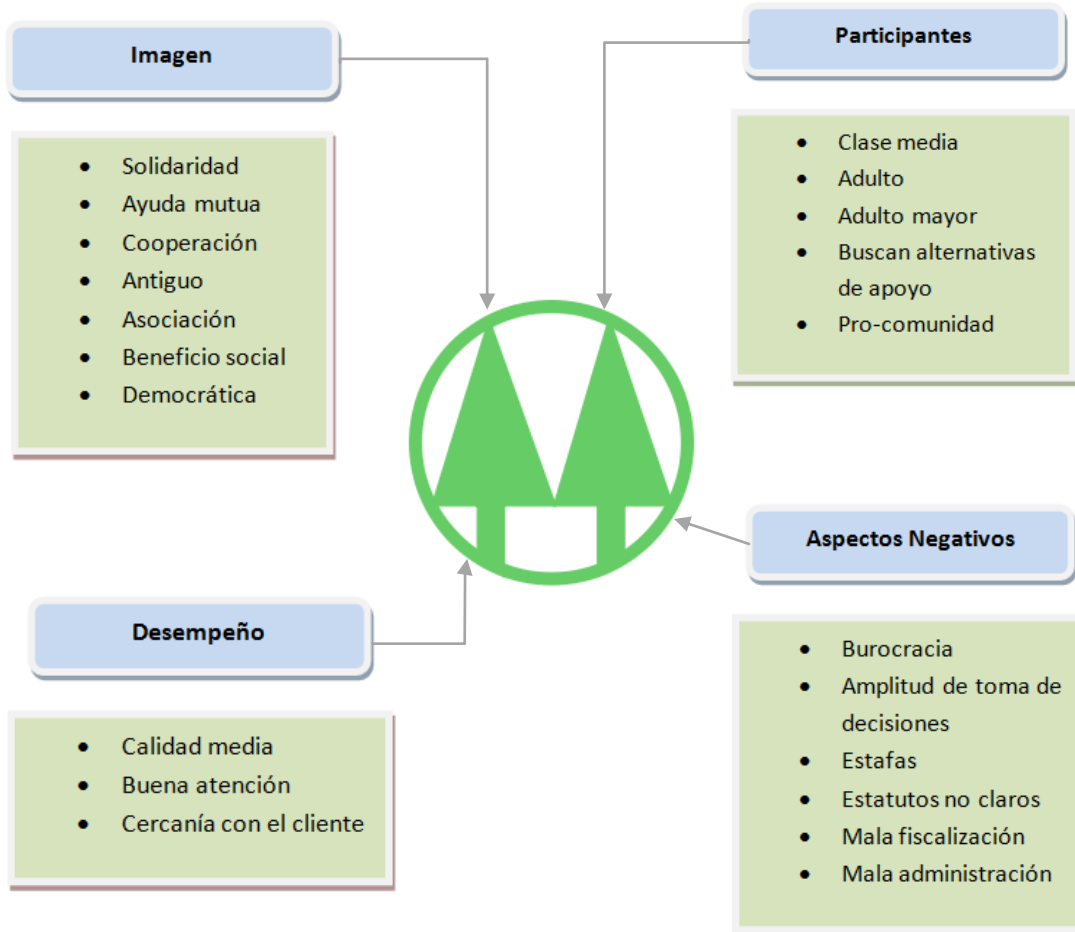 Imagen
Solidaridad
Ayuda mutua
Cooperación
Antiguo
Asociación
Beneficio social
Democrática
Participantes
Clase media
Adulto
Adulto mayor
Buscan alternativas
de apoyo
Pro-comunidad
Desempeño
Calidad media
Buena atención
Cercanía con el cliente
Aspectos Negativos
Burocracia
Amplitud de toma de
decisiones
Estafas
Estatutos no claros
Mala fiscalización
Mala administración